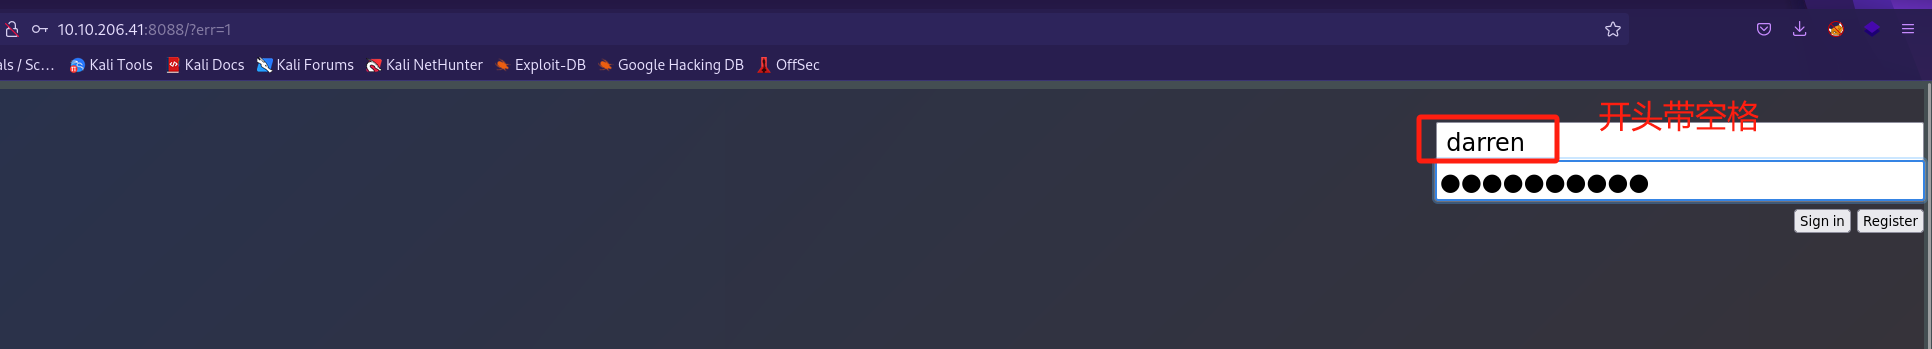 10.10.206.41:8088/?err=1
als / Sc... Kali Tools Kali Docs Kali Forums Kali NetHunter Exploit-DB Google Hacking DB OffSec
开头带空格
darren
Sign in Register